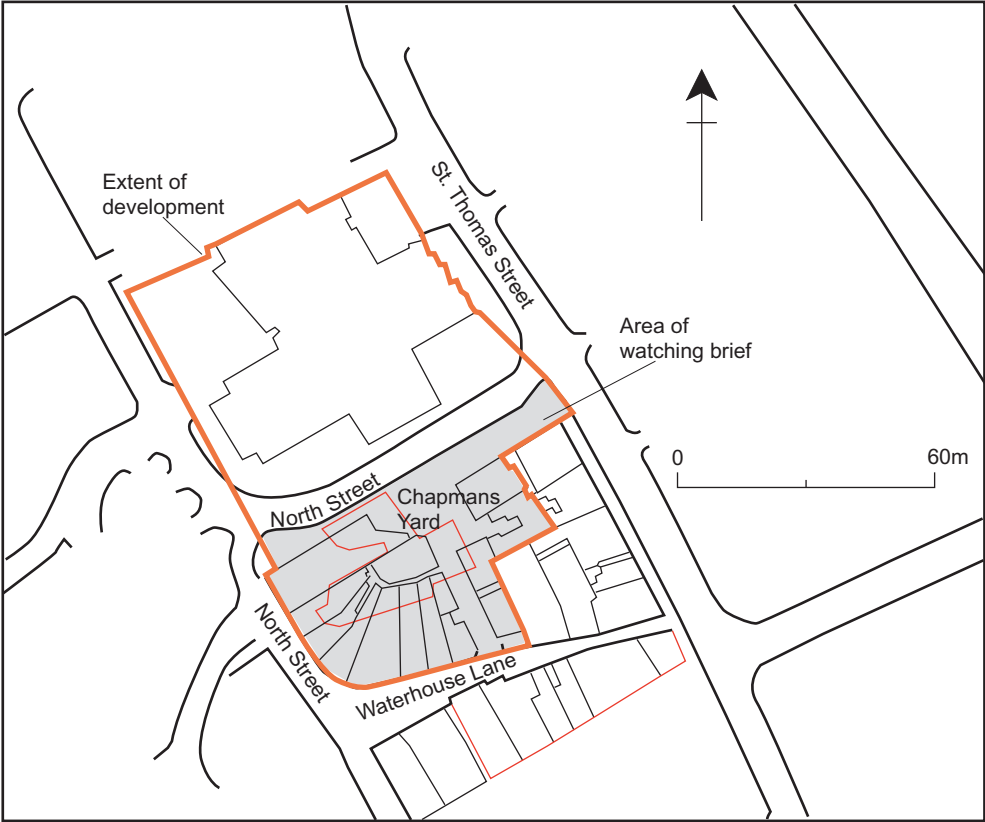 Extent of
development
St. Thomas Street
Area of
watching brief
0
60m
North Street
Chapmans
Yard
North Street
Waterhouse Lane